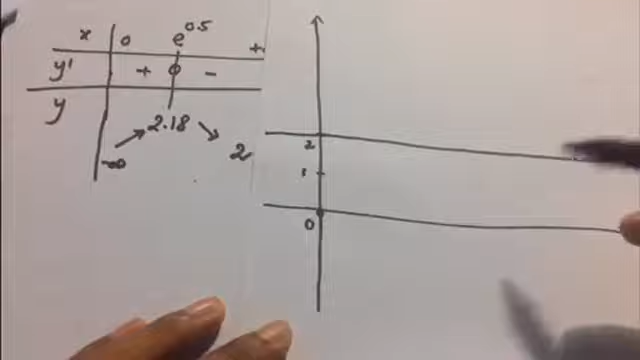 x 0 e^0.5 +
y' + 0 -
y
2.18
-∞ 2
2
1
0